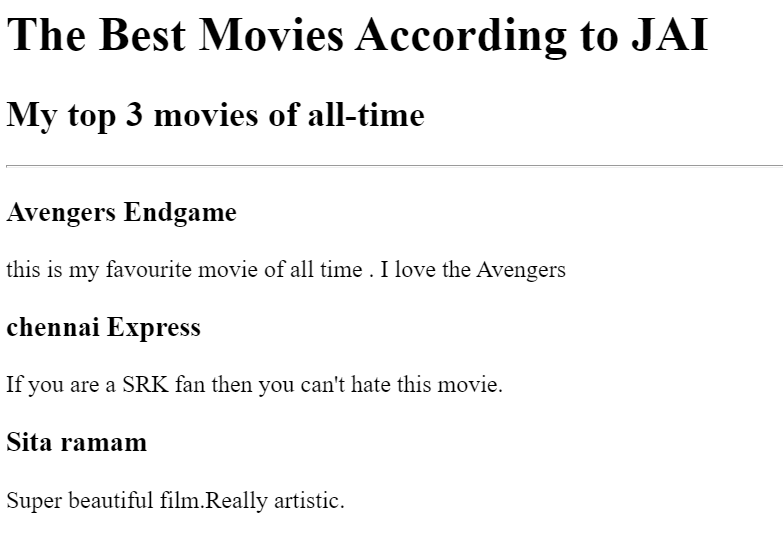 The Best Movies According to JAI
My top 3 movies of all-time
Avengers Endgame
this is my favourite movie of all time . I love the Avengers
chennai Express
If you are a SRK fan then you can't hate this movie.
Sita ramam
Super beautiful film.Really artistic.